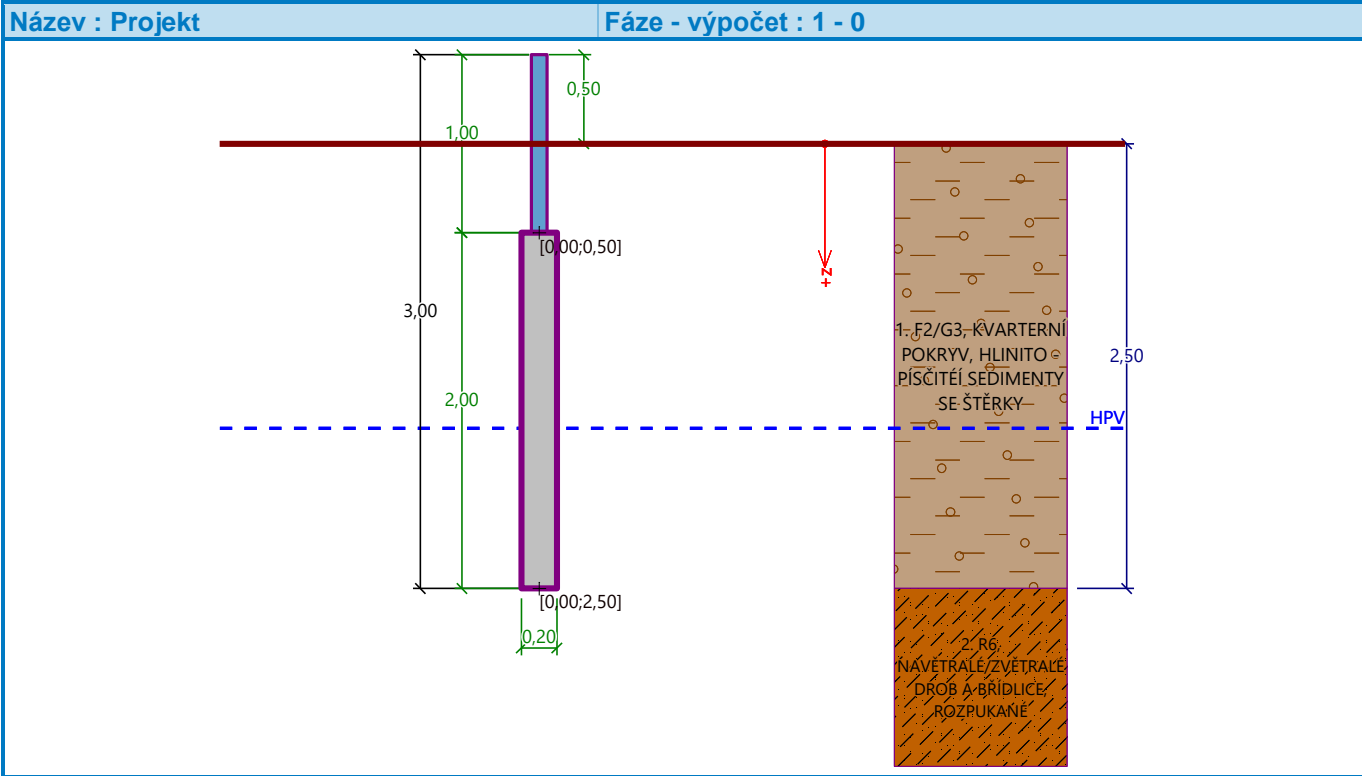 Název : Projekt
Fáze - výpočet : 1 - 0
0,50
1,00
[0,00;0,50]
+z
3,00
1. F2/G3, KVARTERNÍ
POKRYV, HLINITO -
PÍSČITÉÍ SEDIMENTY
SE ŠTĚRKY
2,50
2,00
HPV
[0,00;2,50]
0,20
2. R6,
NAVĚTRALÉ/ZVĚTRALÉ
DROB A BŘIDLICE,
ROZPUKANĚ